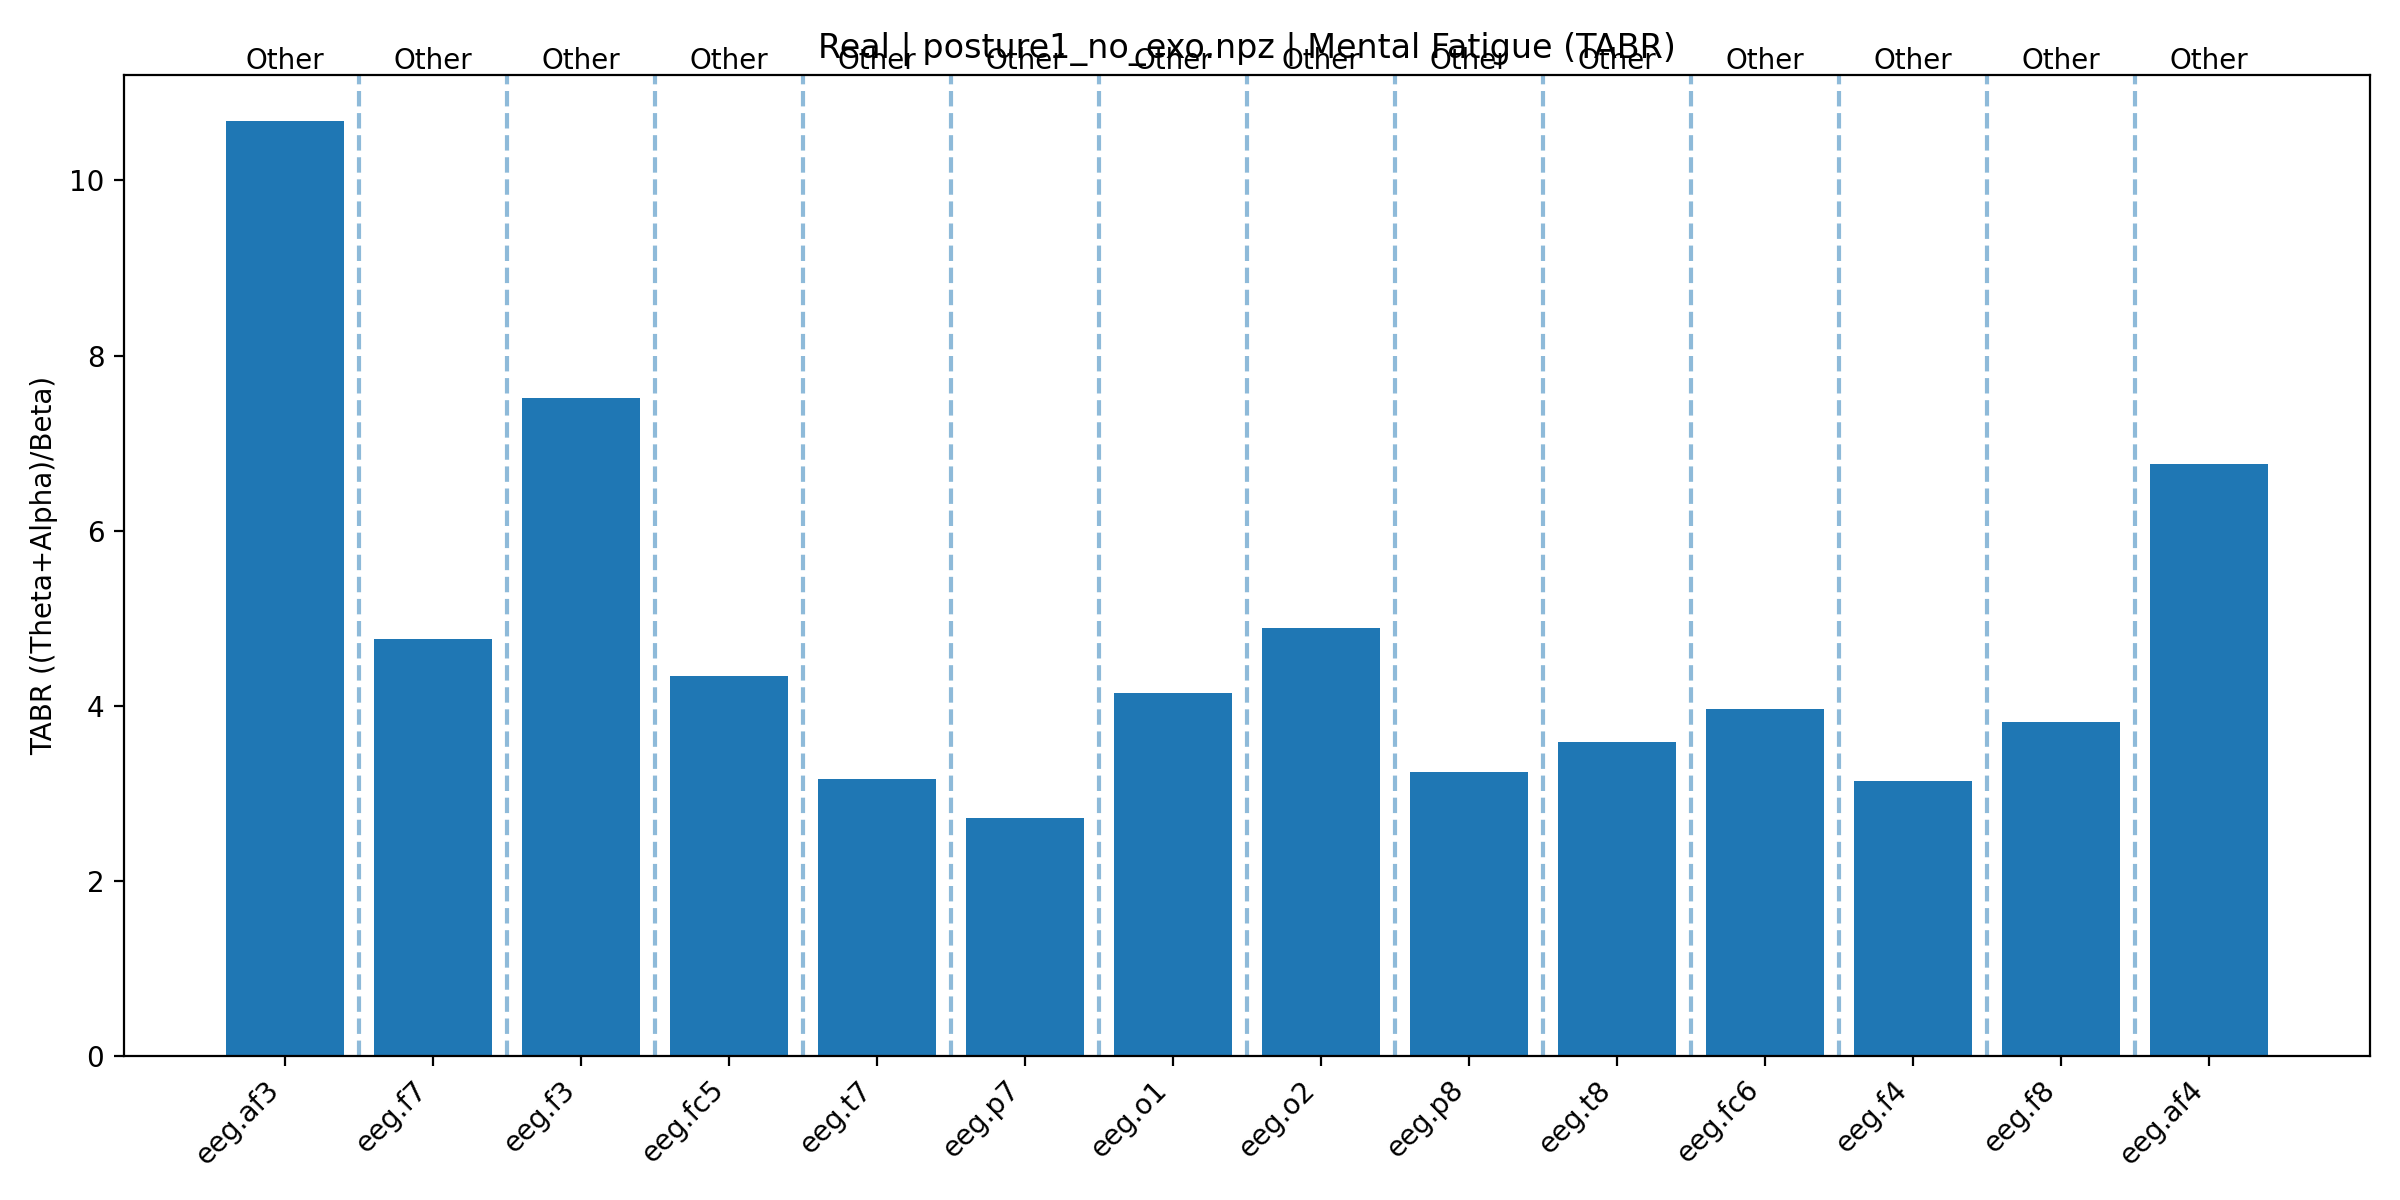 Real | posture1_no_exo.npz | Mental Fatigue (TABR)
Other Other Other Other Other Other Other Other Other Other Other Other Other Other
TABR ((Theta+Alpha)/Beta)
10
8
6
4
2
0
eeg.af3 eeg.f7 eeg.f3 eeg.fc5 eeg.t7 eeg.p7 eeg.o1 eeg.o2 eeg.p8 eeg.t8 eeg.fc6 eeg.f4 eeg.f8 eeg.af4